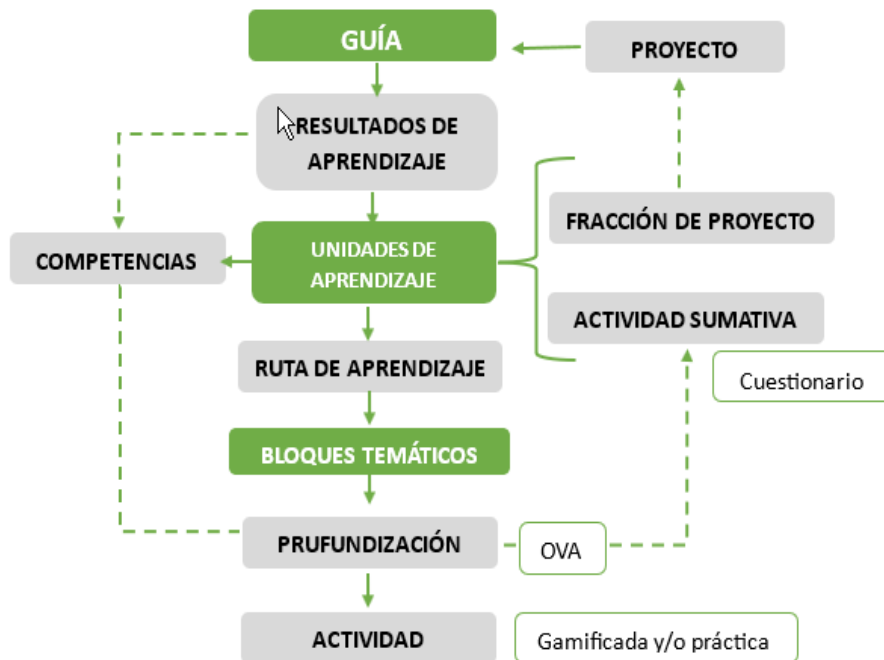 GUÍA
PROYECTO
RESULTADOS DE
APRENDIZAJE
FRACCIÓN DE PROYECTO
COMPETENCIAS
UNIDADES DE
APRENDIZAJE
ACTIVIDAD SUMATIVA
RUTA DE APRENDIZAJE
Cuestionario
BLOQUES TEMÁTICOS
PRUFUNDIZACIÓN
OVA
ACTIVIDAD
Gamificada y/o práctica